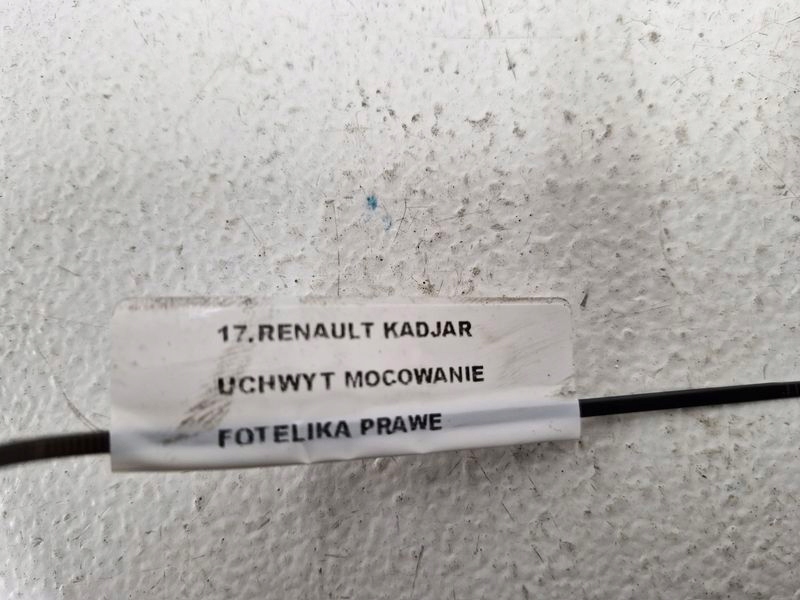 17.RENAULT KADJAR
UCHWYT MOCOWANIE
FOTELIKA PRAWE